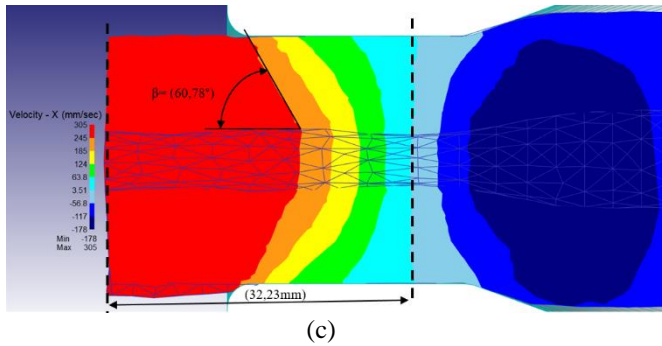 β= (60,78°)
Velocity - X (mm/sec)
305
245
185
124
63.8
3.51
-56.8
-117
-178
Min -178
Max 305
(32,23mm)
(c)